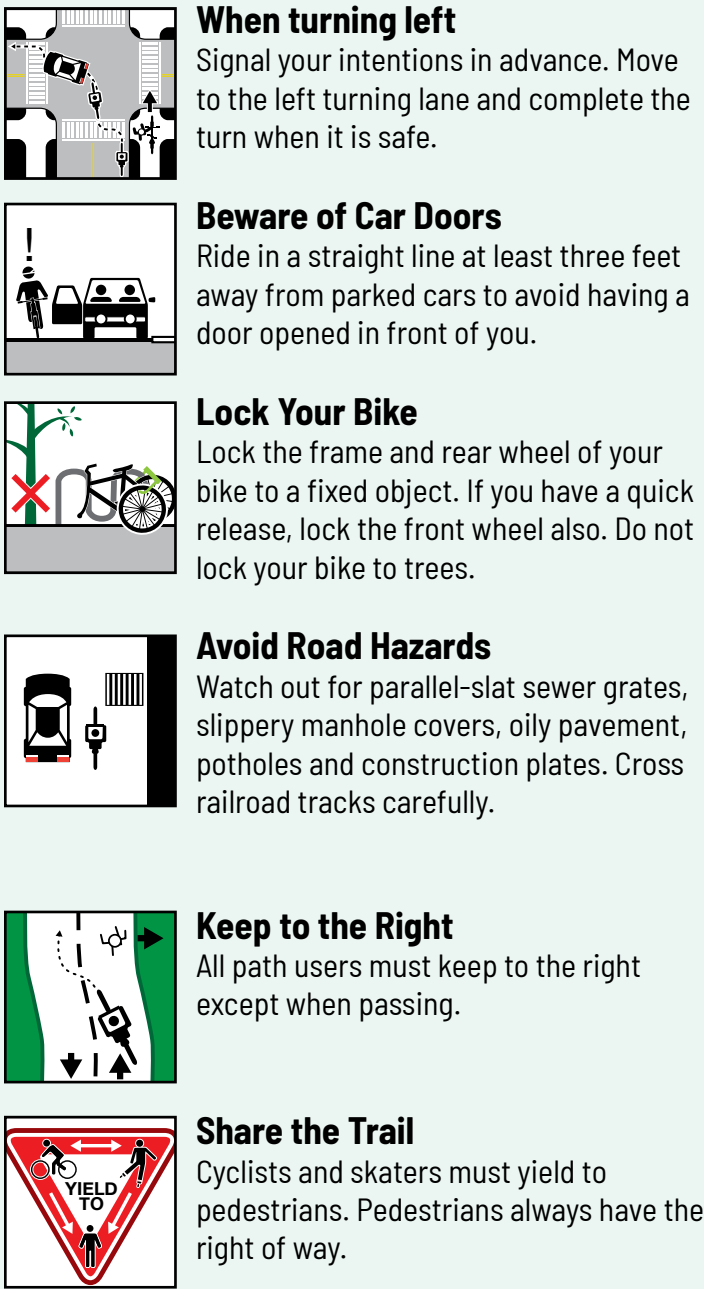 When turning left
Signal your intentions in advance. Move
to the left turning lane and complete the
turn when it is safe.
!
Beware of Car Doors
Ride in a straight line at least three feet
away from parked cars to avoid having a
door opened in front of you.
Lock Your Bike
Lock the frame and rear wheel of your
bike to a fixed object. If you have a quick
release, lock the front wheel also. Do not
lock your bike to trees.
Avoid Road Hazards
Watch out for parallel-slat sewer grates,
slippery manhole covers, oily pavement,
potholes and construction plates. Cross
railroad tracks carefully.
Keep to the Right
All path users must keep to the right
except when passing.
YIELD
TO
Share the Trail
Cyclists and skaters must yield to
pedestrians. Pedestrians always have the
right of way.